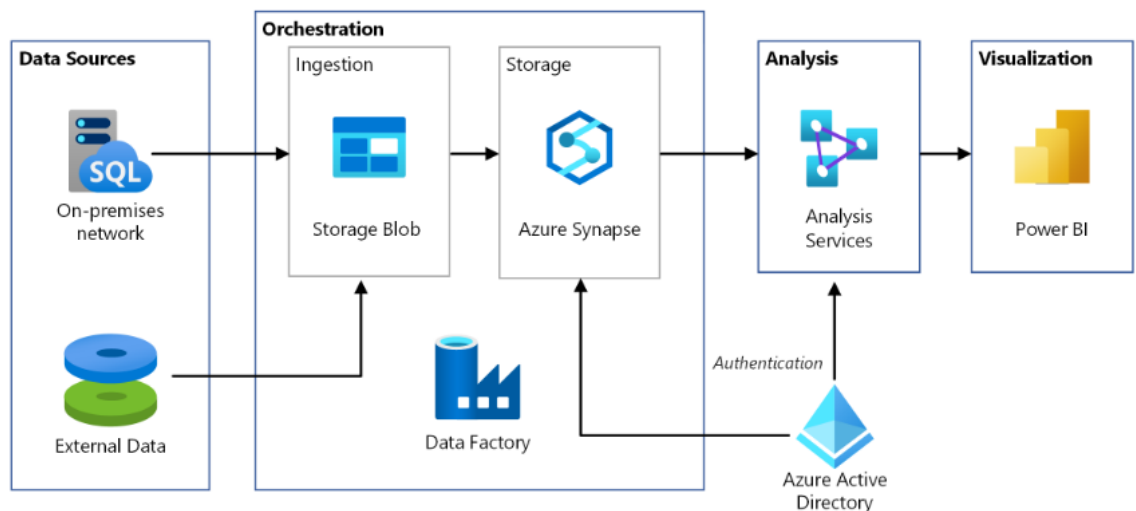 Data Sources
SQL
On-premises
network
External Data
Orchestration
Ingestion
Storage Blob
Storage
Azure Synapse
Data Factory
Analysis
Analysis
Services
Authentication
Azure Active
Directory
Visualization
Power BI